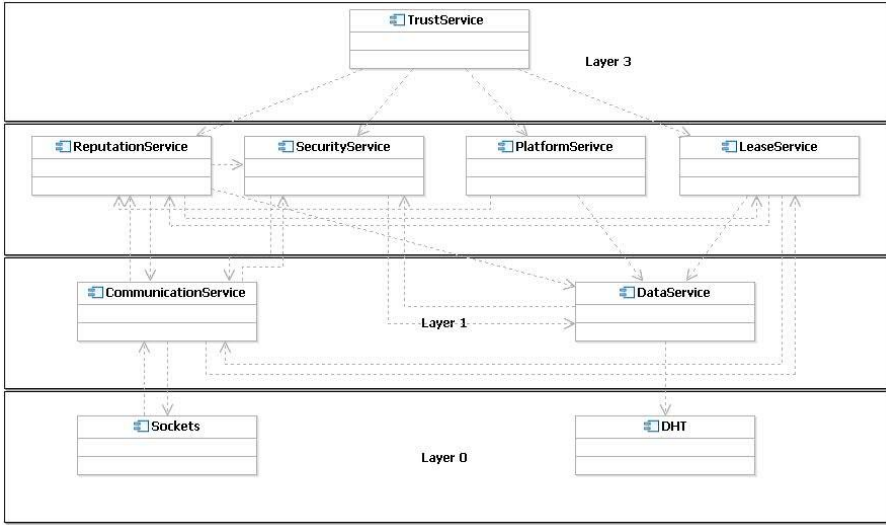 TrustService
Layer 3
ReputationService
SecurityService
PlatformSerivce
LeaseService
CommunicationService
DataService
Layer 1
Sockets
DHT
Layer 0